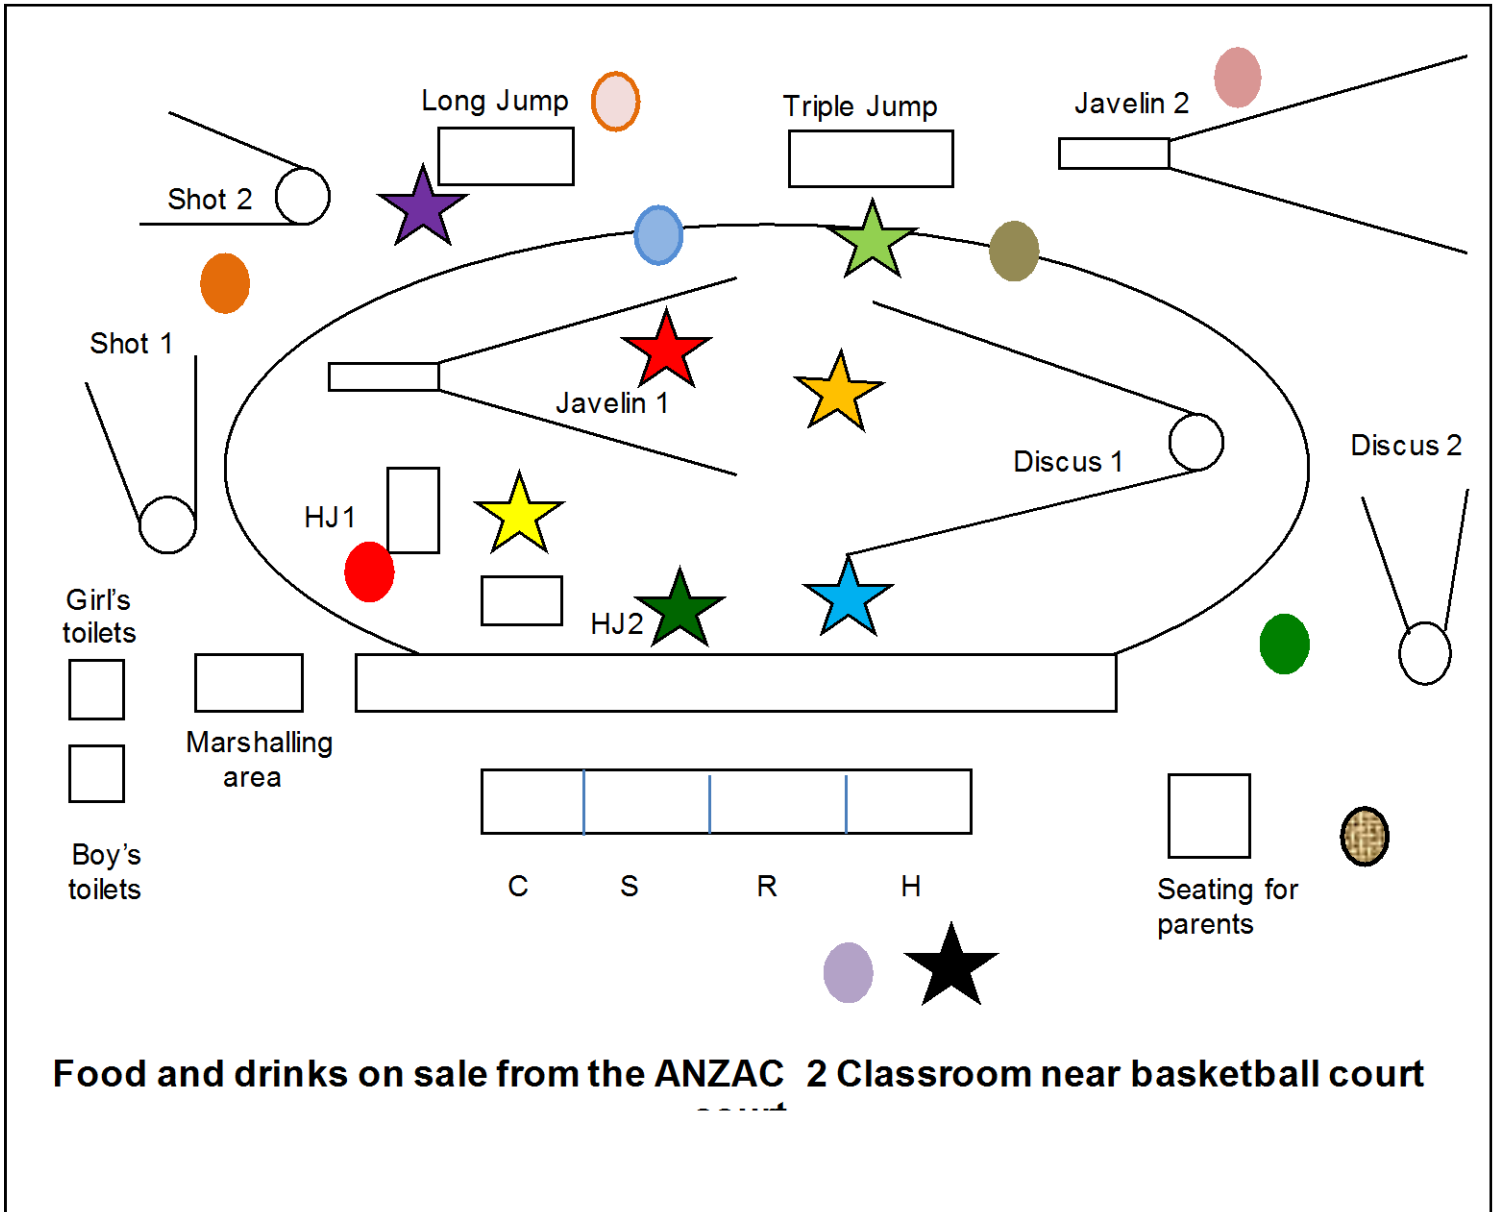 Long Jump
Triple Jump
Javelin 2
Shot 2
Shot 1
Javelin 1
Discus 1
Discus 2
HJ1
HJ2
Girl's
toilets
Marshalling
area
Boy's
toilets
C S R H
Seating for
parents
Food and drinks on sale from the ANZAC 2 Classroom near basketball court